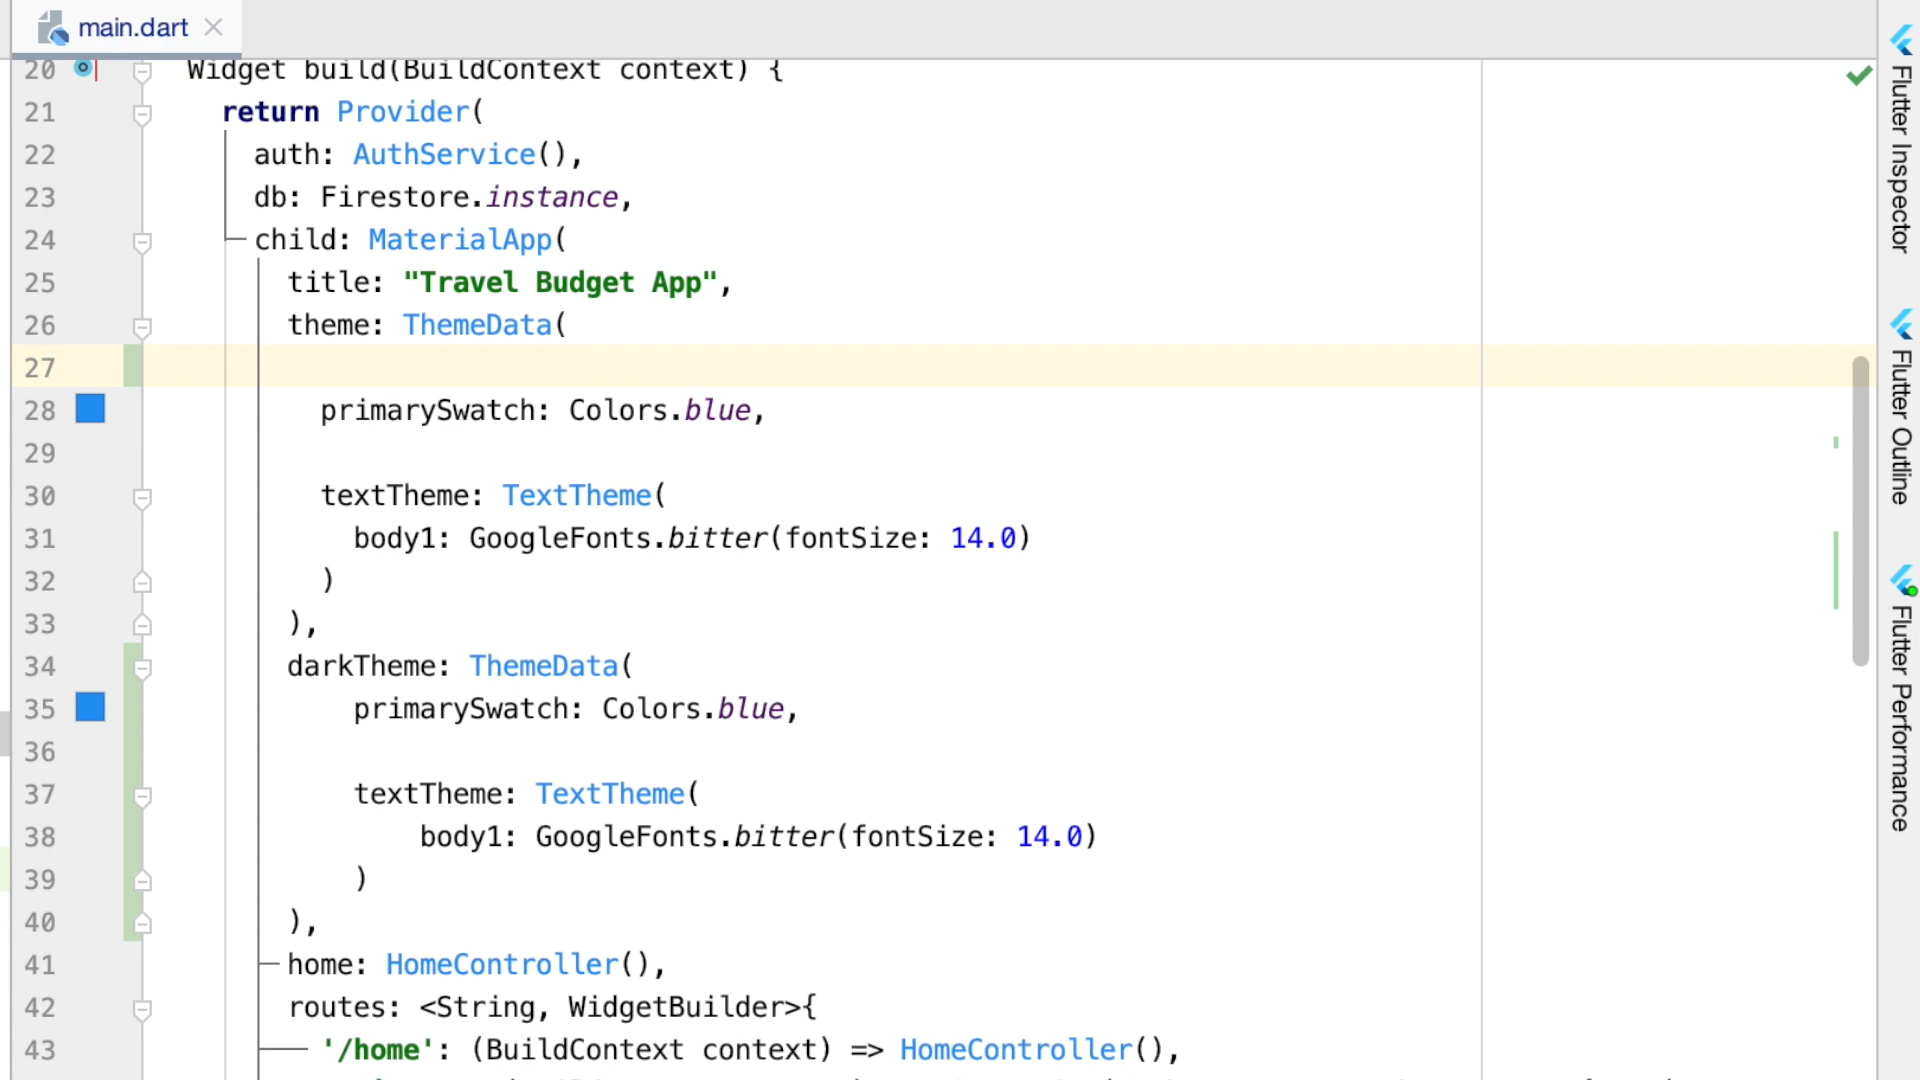 main.dart
20 Widget build(BuildContext context) {
21 return Provider(
22 auth: AuthService(),
23 db: Firestore.instance,
24 child: MaterialApp(
25 title: "Travel Budget App",
26 theme: ThemeData(
27
28 primarySwatch: Colors.blue,
29
30 textTheme: TextTheme(
31 body1: GoogleFonts.bitter(fontSize: 14.0)
32 )
33 ),
34 darkTheme: ThemeData(
35 primarySwatch: Colors.blue,
36
37 textTheme: TextTheme(
38 body1: GoogleFonts.bitter(fontSize: 14.0)
39 )
40 ),
41 home: HomeController(),
42 routes: <String, WidgetBuilder>{
43 '/home': (BuildContext context) => HomeController(),
Flutter Inspector
Flutter Outline
Flutter Performance